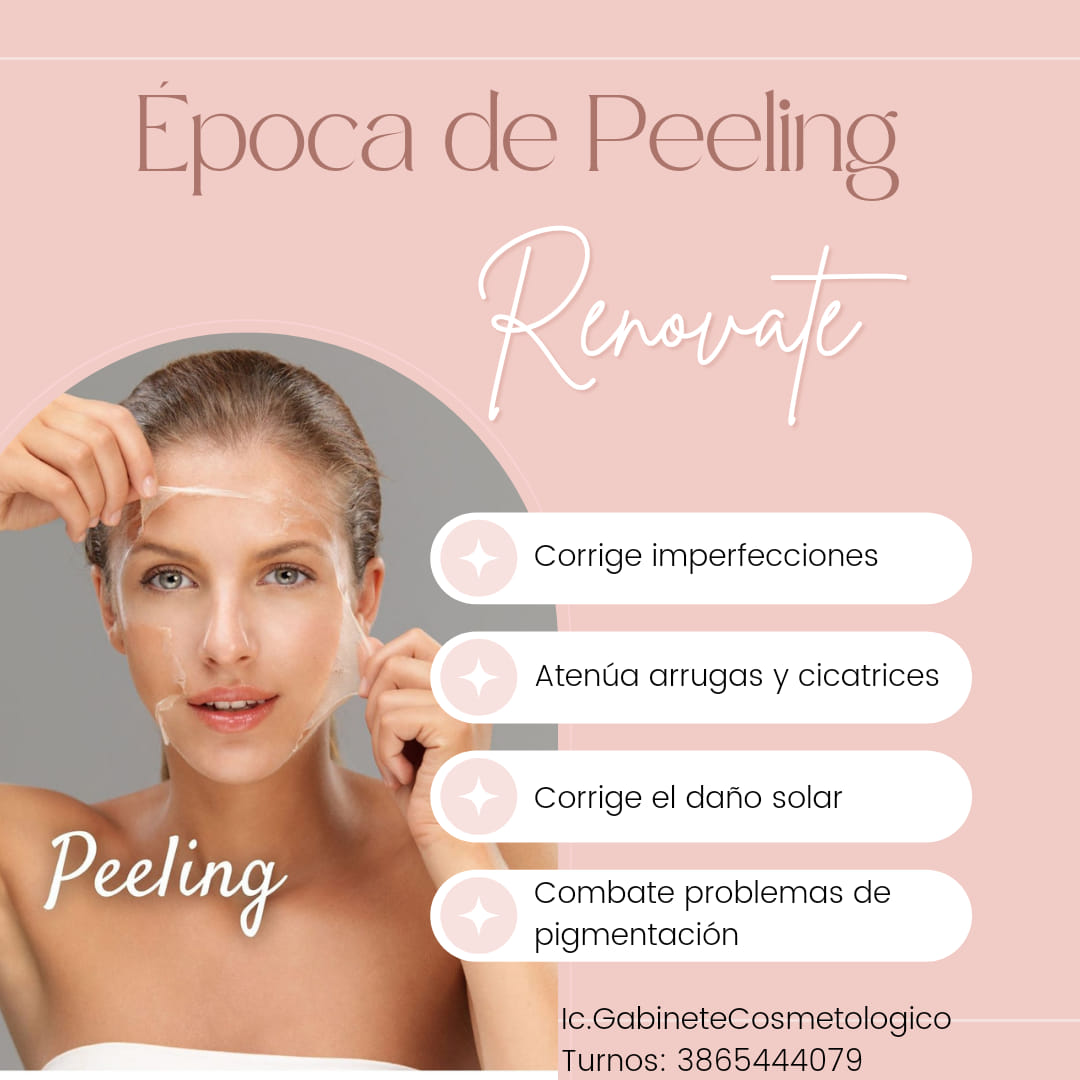 Época de Peeling
Renovate
Corrige imperfecciones
Atenúa arrugas y cicatrices
Corrige el daño solar
Peeling
Combate problemas de
pigmentación
Ic.GabineteCosmetologico
Turnos: 3865444079